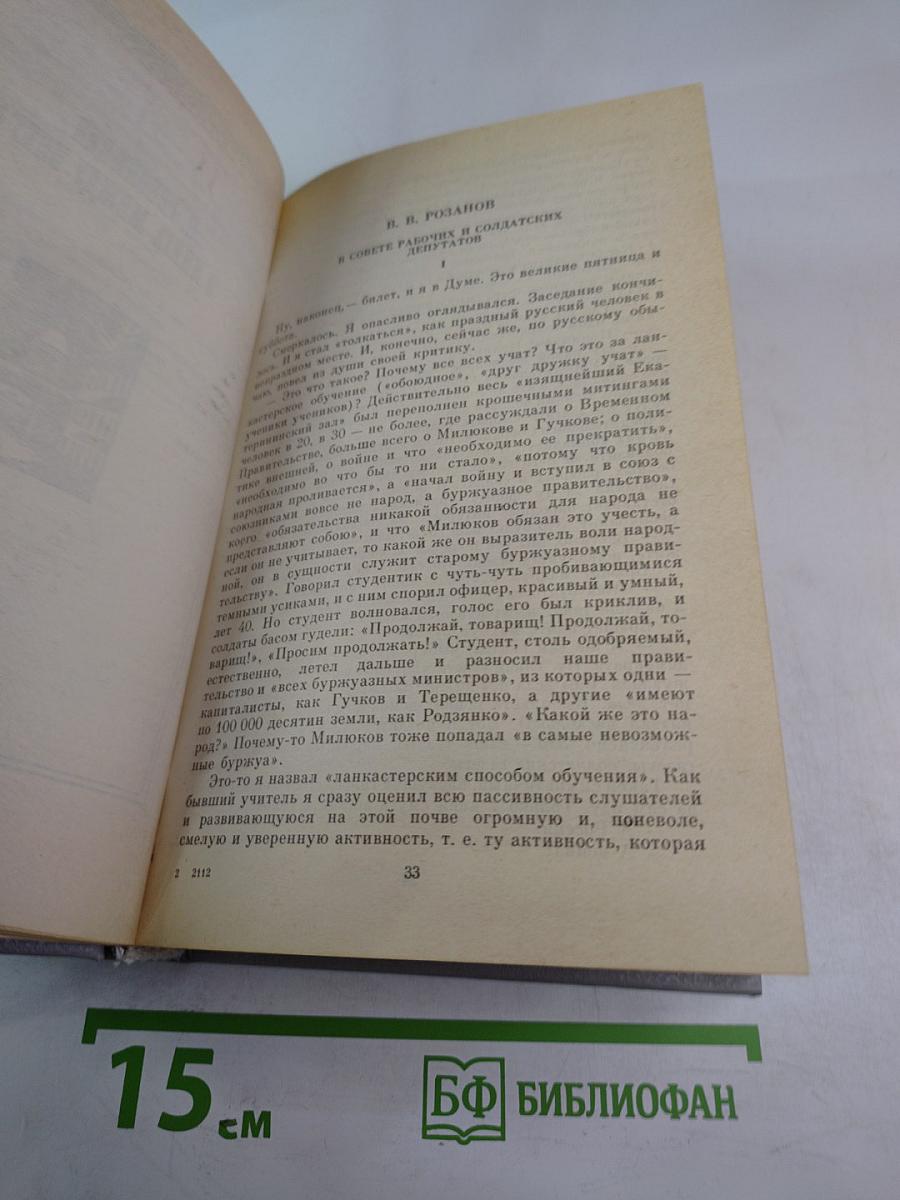 В. В. РОЗАНОВ
В СОВЕТЕ РАБОЧИХ И СОЛДАТСКИХ
ДЕПУТАТОВ
I
Ну, наконец, — билет, и я в Думе. Это великие пятница и
суббота.
Смеркалось. Я опасливо оглядывался. Заседание кончи-
лось. И я стал «толкаться», как праздный русский человек в
непраздном месте. И, конечно, сейчас же, по русскому обы-
чаю, повел из души своей критику.
— Это что такое? Почему все всех учат? Что это за лан-
кастерское обучение («обоюдное», «друг дружку учат» —
ученики учеников)? Действительно весь «изящнейший Ека-
терининский зал» был переполнен крошечными митингами
человек в 20, в 30 — не более, где рассуждали о Временном
Правительстве, больше всего о Милюкове и Гучкове; о поли-
тике внешней, о войне и что «необходимо ее прекратить»,
«необходимо во что бы то ни стало», «потому что кровь
народная проливается», а «начал войну и вступил в союз с
союзниками вовсе не народ, а буржуазное правительство»,
коего «обязательства никакой обязанности для народа не
представляют собою», и что «Милюков обязан это учесть, а
если он не учитывает, то какой же он выразитель воли народ-
ной, он в сущности служит старому буржуазному прави-
тельству». Говорил студентик с чуть-чуть пробивающимися
темными усиками, и с ним спорил офицер, красивый и умный,
лет 40. Но студент волновался, голос его был криклив, и
солдаты басом гудели: «Продолжай, товарищ! Продолжай, то-
варищ!», «Просим продолжать!» Студент, столь одобряемый,
естественно, летел дальше и разносил наше прави-
тельство и «всех буржуазных министров», из которых одни —
капиталисты, как Гучков и Терещенко, а другие «имеют
по 100 000 десятин земли, как Родзянко». «Какой же это на-
род?» Почему-то Милюков тоже попадал «в самые невозмож-
ные буржуа».
Это-то я назвал «ланкастерским способом обучения». Как
бывший учитель я сразу оценил всю пассивность слушателей
и развивающуюся на этой почве огромную и, поневоле,
смелую и уверенную активность, т. е. ту активность, которая
2 2112
33
15 см
БФ БИБЛИОФАН